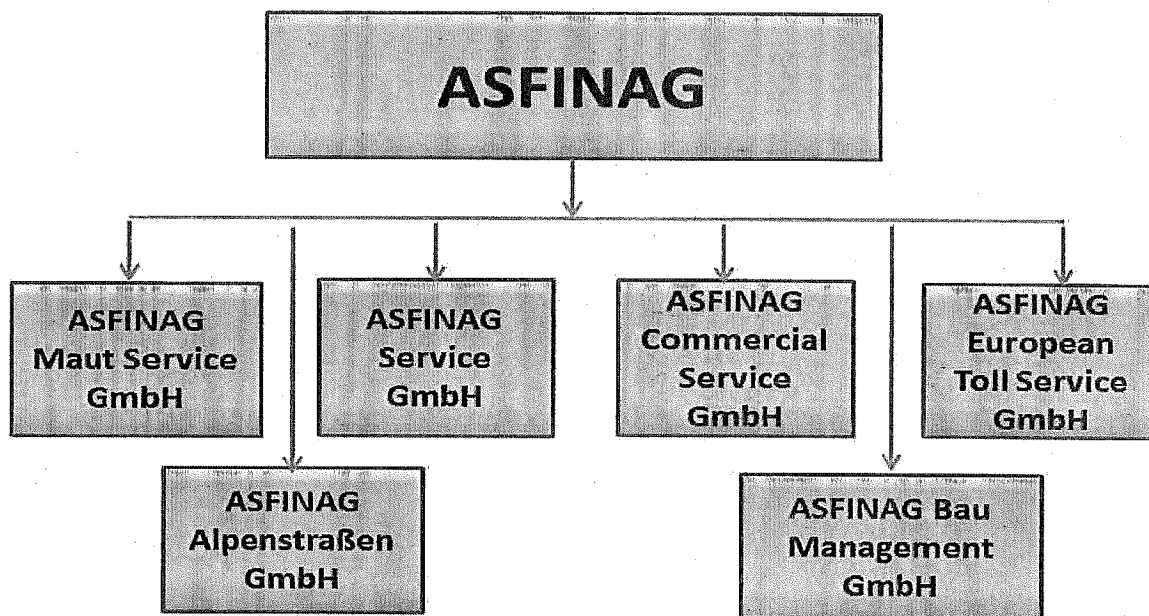 ASFINAG
ASFINAG
Maut Service
GmbH
ASFINAG
Service
GmbH
ASFINAG
Commercial
Service
GmbH
ASFINAG
European
Toll Service
GmbH
ASFINAG
Alpenstraßen
GmbH
ASFINAG Bau
Management
GmbH